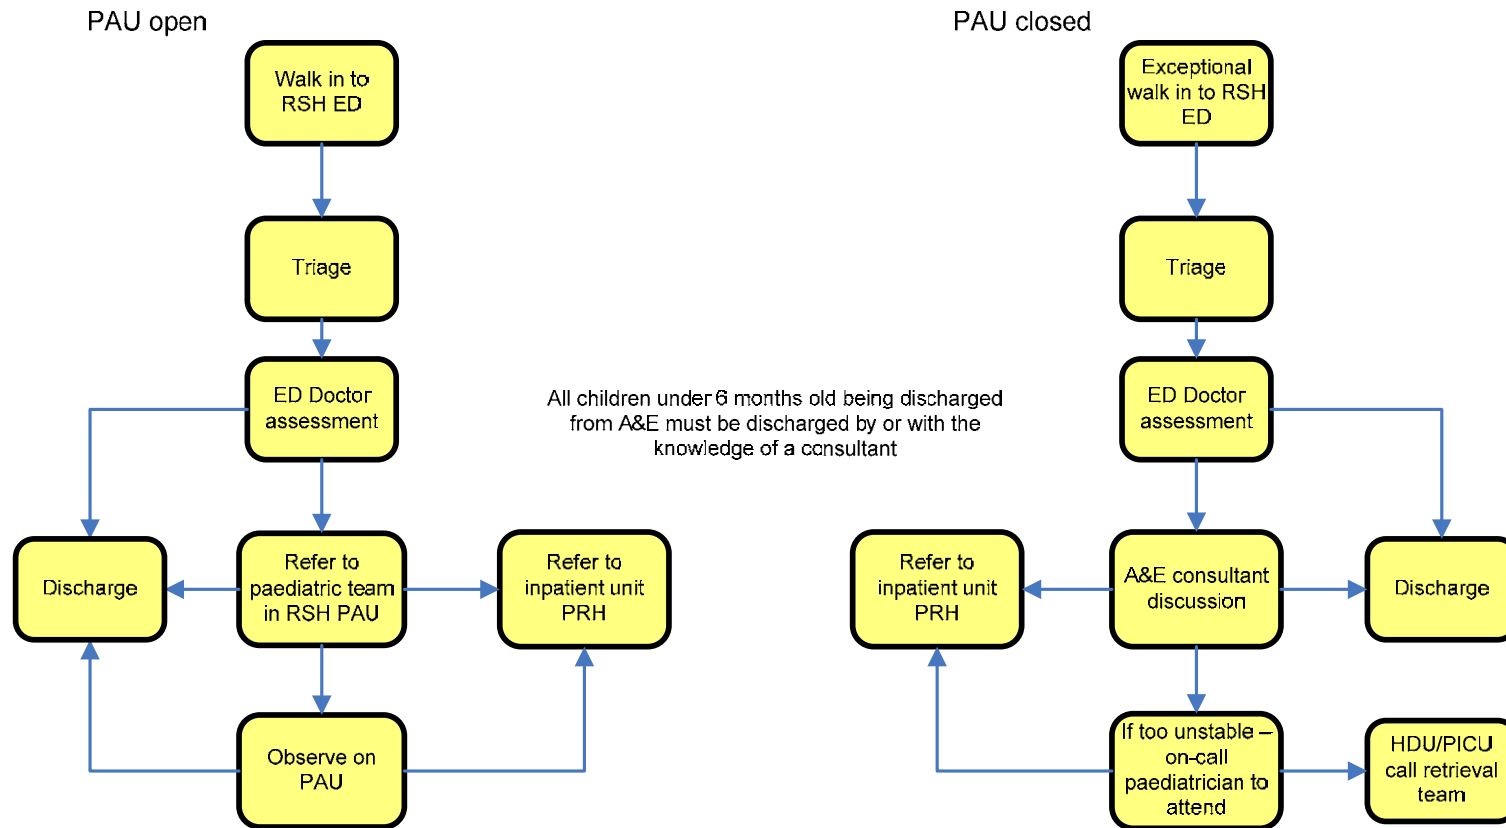 PAU open
Walk in to
RSH ED
Triage
ED Doctor
assessment
Discharge
Refer to
paediatric team
in RSH PAU
Refer to
inpatient unit
PRH
Observe on
PAU
All children under 6 months old being discharged
from A&E must be discharged by or with the
knowledge of a consultant
PAU closed
Exceptional
walk in to RSH
ED
Triage
ED Doctor
assessment
Refer to
inpatient unit
PRH
A&E consultant
discussion
Discharge
If too unstable –
on-call
paediatrician to
attend
HDU/PICU
call retrieval
team